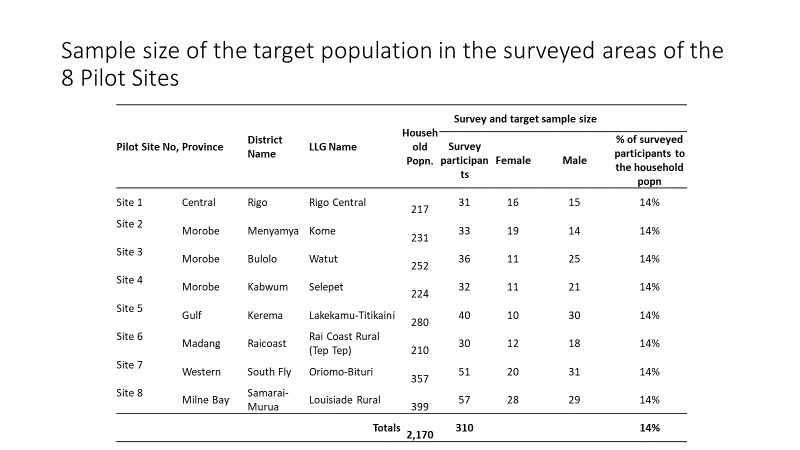 Sample size of the target population in the surveyed areas of the
8 Pilot Sites
Survey and target sample size
Pilot Site No, Province District Name LLG Name Househ old Popn. Survey participan ts Female Male % of surveyed participants to the household popn
Site 1 Central Rigo Rigo Central 217 31 16 15 14%
Site 2 Morobe Menyamya Kome 231 33 19 14 14%
Site 3 Morobe Bulolo Watut 252 36 11 25 14%
Site 4 Morobe Kabwum Selepet 224 32 11 21 14%
Site 5 Gulf Kerema Lakekamu-Titikaini 280 40 10 30 14%
Site 6 Madang Raicoast Rai Coast Rural (Tep Tep) 210 30 12 18 14%
Site 7 Western South Fly Oriomo-Bituri 357 51 20 31 14%
Site 8 Milne Bay Samarai-Murua Louisiade Rural 399 57 28 29 14%
Totals 2,170 310 14%